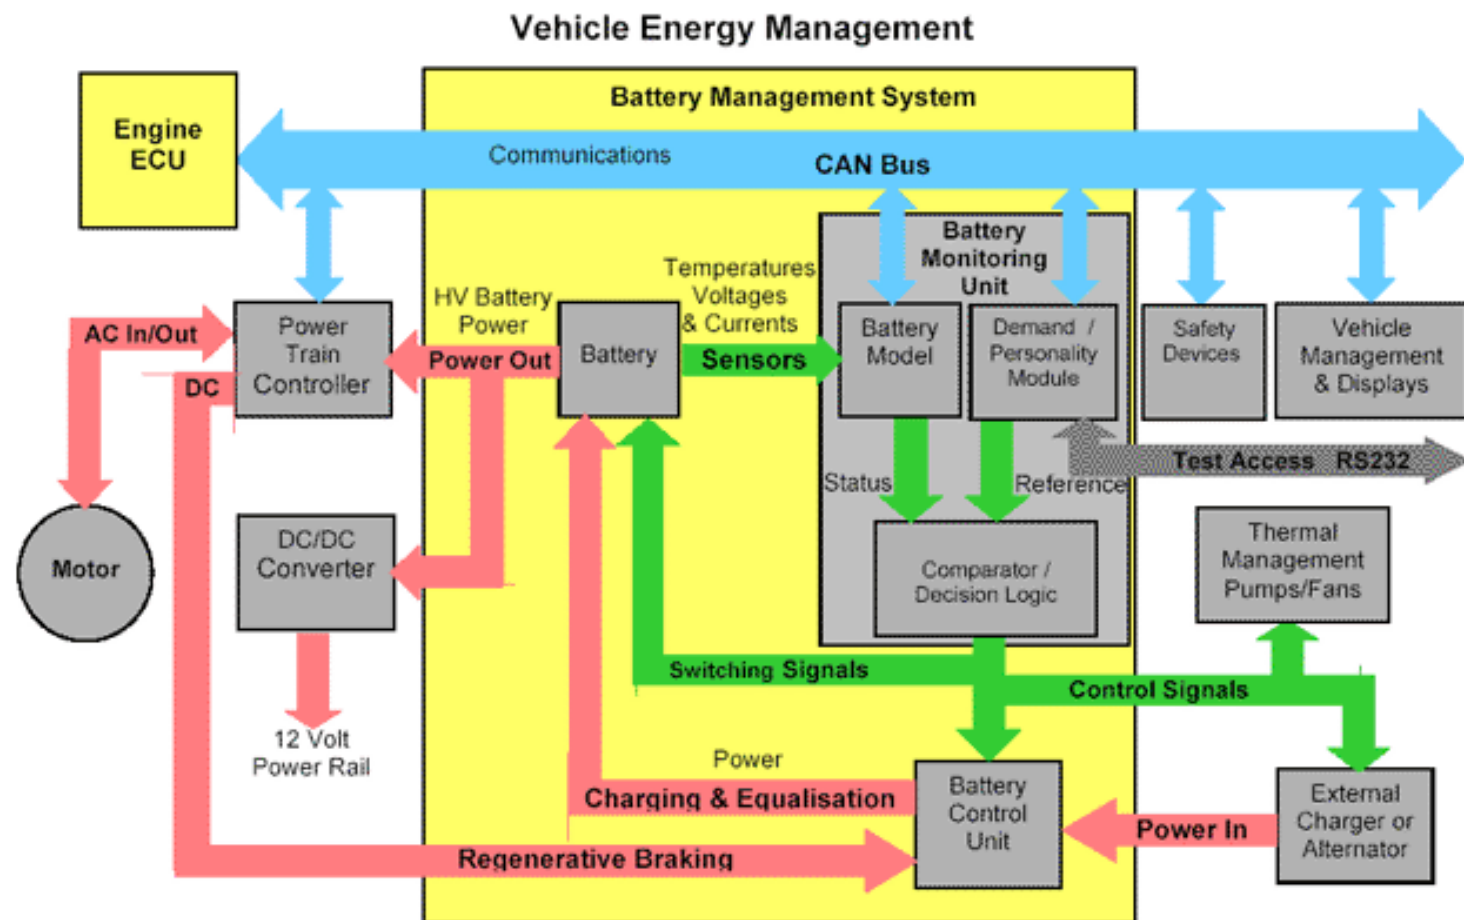 Vehicle Energy Management
Engine
ECU
Battery Management System
Communications
CAN Bus
Battery
Monitoring
Unit
Temperatures
Voltages
& Currents
HV Battery
Power
AC In/Out
Power
Train
Controller
Power Out
Battery
Sensors
Battery
Model
Demand /
Personality
Module
Safety
Devices
Vehicle
Management
& Displays
DC
Test Access RS232
Status
Reference
Motor
DC/DC
Converter
Comparator /
Decision Logic
Thermal
Management
Pumps/Fans
Switching Signals
Control Signals
12 Volt
Power Rail
Power
Charging & Equalisation
Battery
Control
Unit
Power In
External
Charger or
Alternator
Regenerative Braking